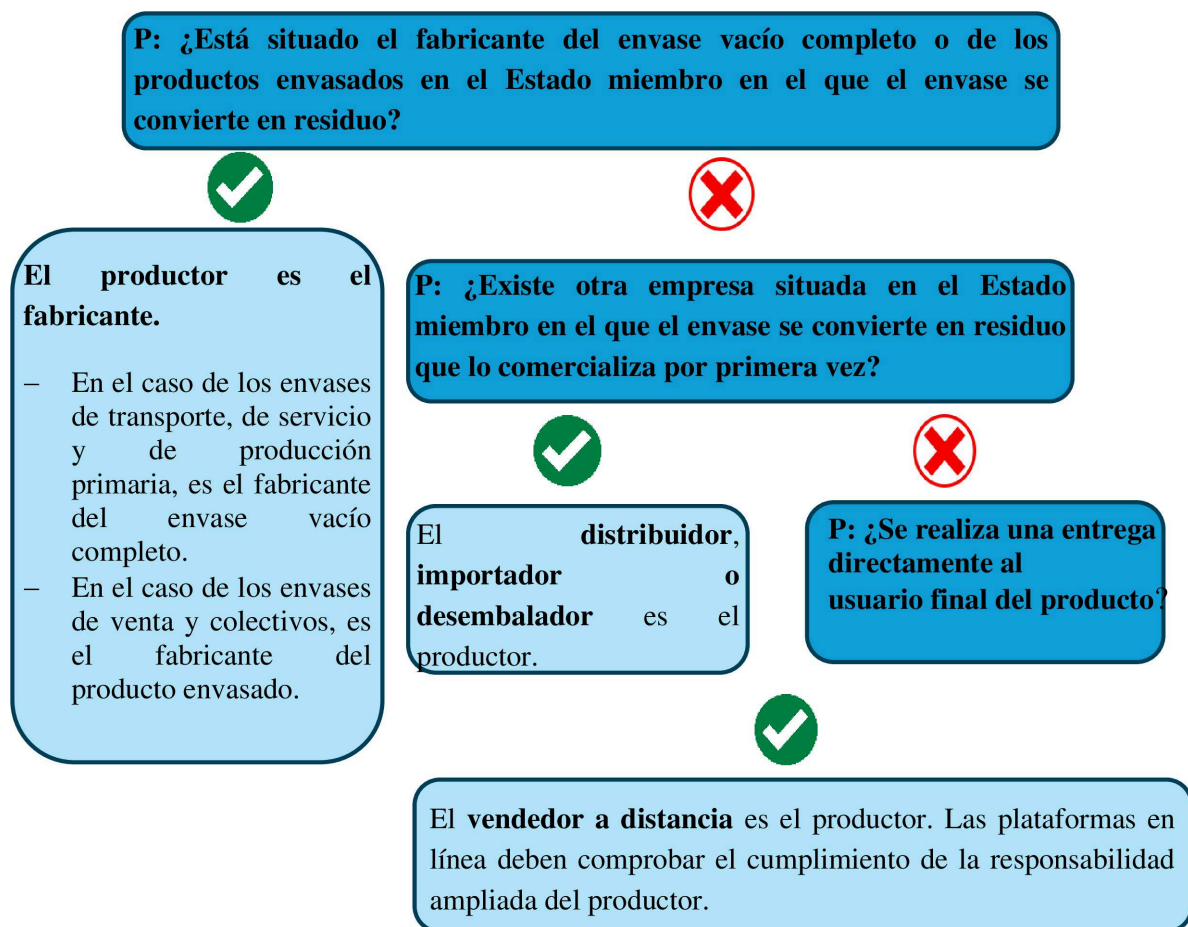 P: ¿Está situado el fabricante del envase vacío completo o de los
productos envasados en el Estado miembro en el que el envase se
convierte en residuo?
El productor es el
fabricante.
– En el caso de los envases
de transporte, de servicio
y de producción
primaria, es el fabricante
del envase vacío
completo.
– En el caso de los envases
de venta y colectivos, es
el fabricante del
producto envasado.
P: ¿Existe otra empresa situada en el Estado
miembro en el que el envase se convierte en residuo
que lo comercializa por primera vez?
El distribuidor,
importador o
desembalador es el
productor.
P: ¿Se realiza una entrega
directamente al
usuario final del producto?
El vendedor a distancia es el productor. Las plataformas en
línea deben comprobar el cumplimiento de la responsabilidad
ampliada del productor.